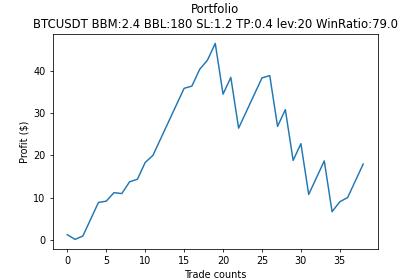 Portfolio
BTCUSDT BBM:2.4 BBL:180 SL:1.2 TP:0.4 lev:20 WinRatio:79.0
Profit ($)
40
30
20
10
0
0 5 10 15 20 25 30 35
Trade counts